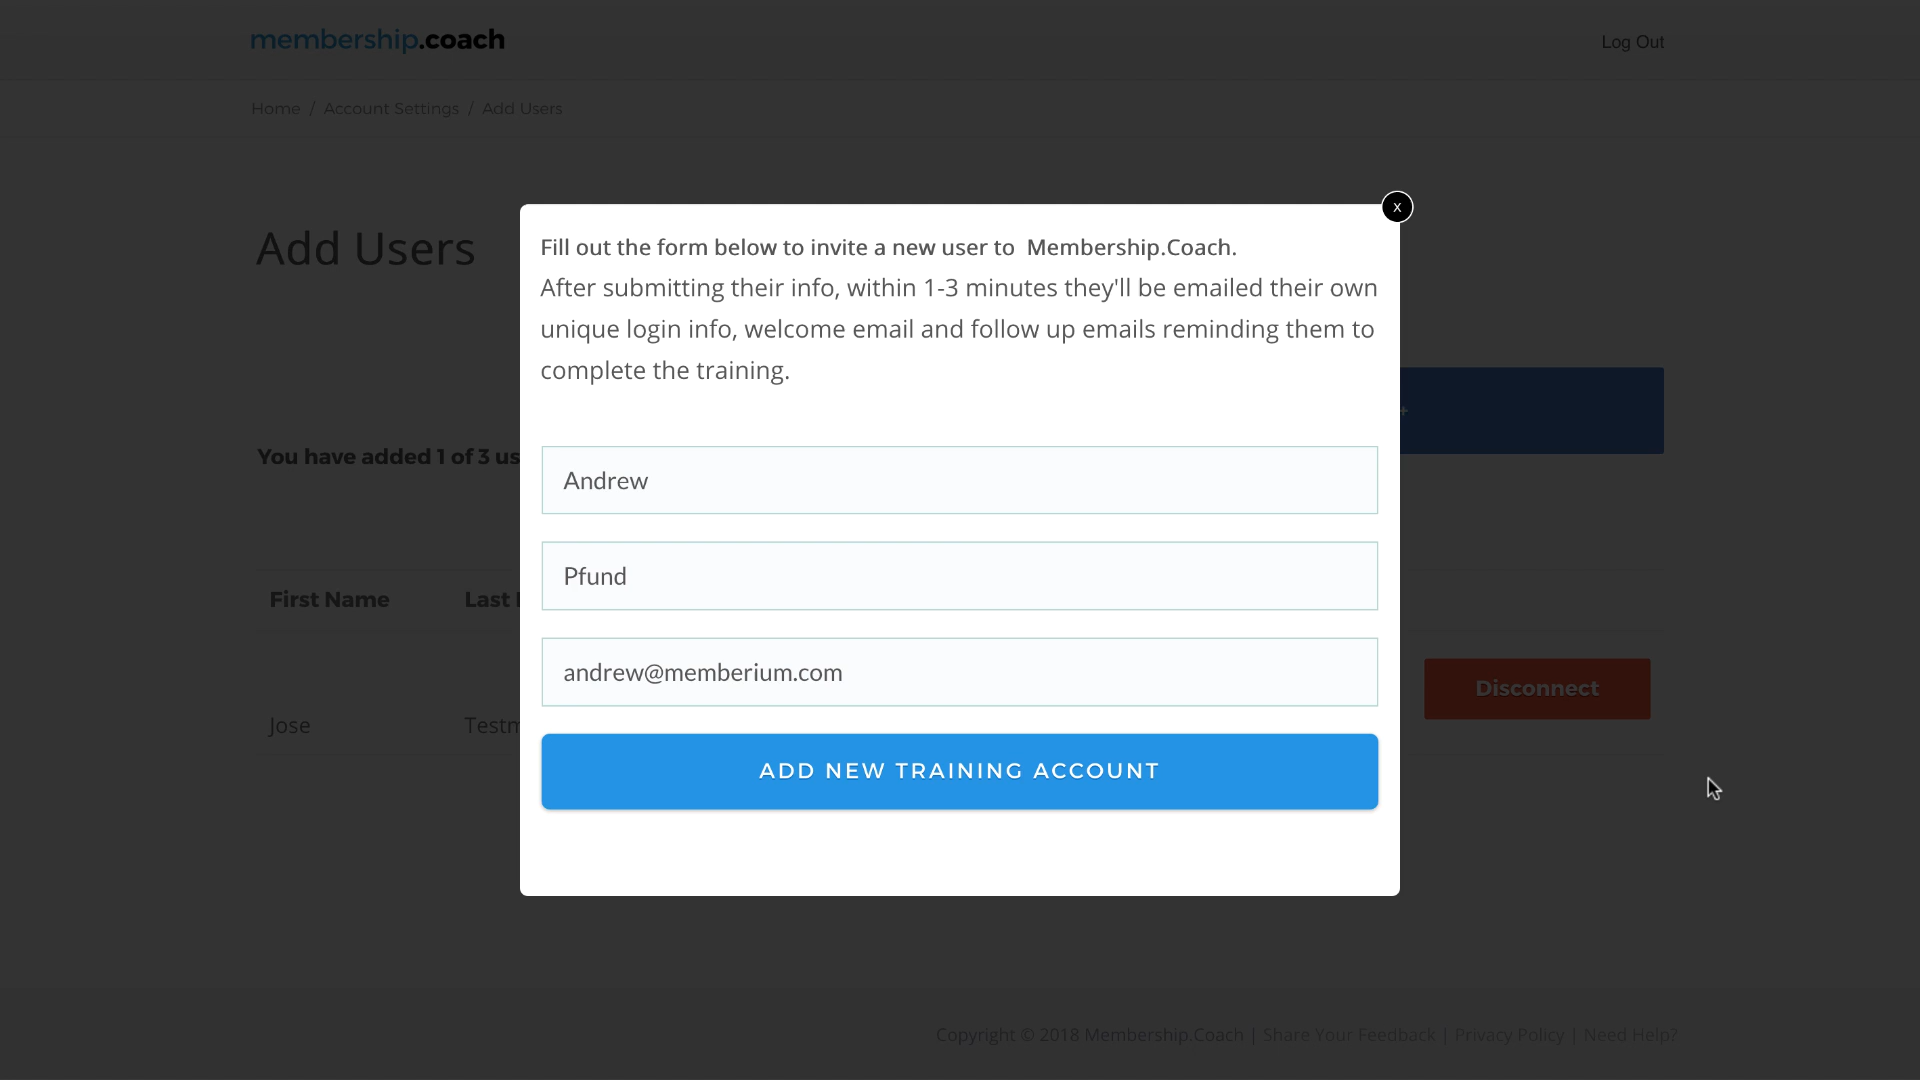 membership.coach
Log Out
Home / Account Settings / Add Users
Add Users
x
Fill out the form below to invite a new user to Membership.Coach.
After submitting their info, within 1-3 minutes they'll be emailed their own
unique login info, welcome email and follow up emails reminding them to
complete the training.
+
You have added 1 of 3 us
Andrew
Pfund
First Name
Last
andrew@memberium.com
Disconnect
Jose
Testm
ADD NEW TRAINING ACCOUNT
Copyright © 2018 Membership.Coach | Share Your Feedback | Privacy Policy | Need Help?